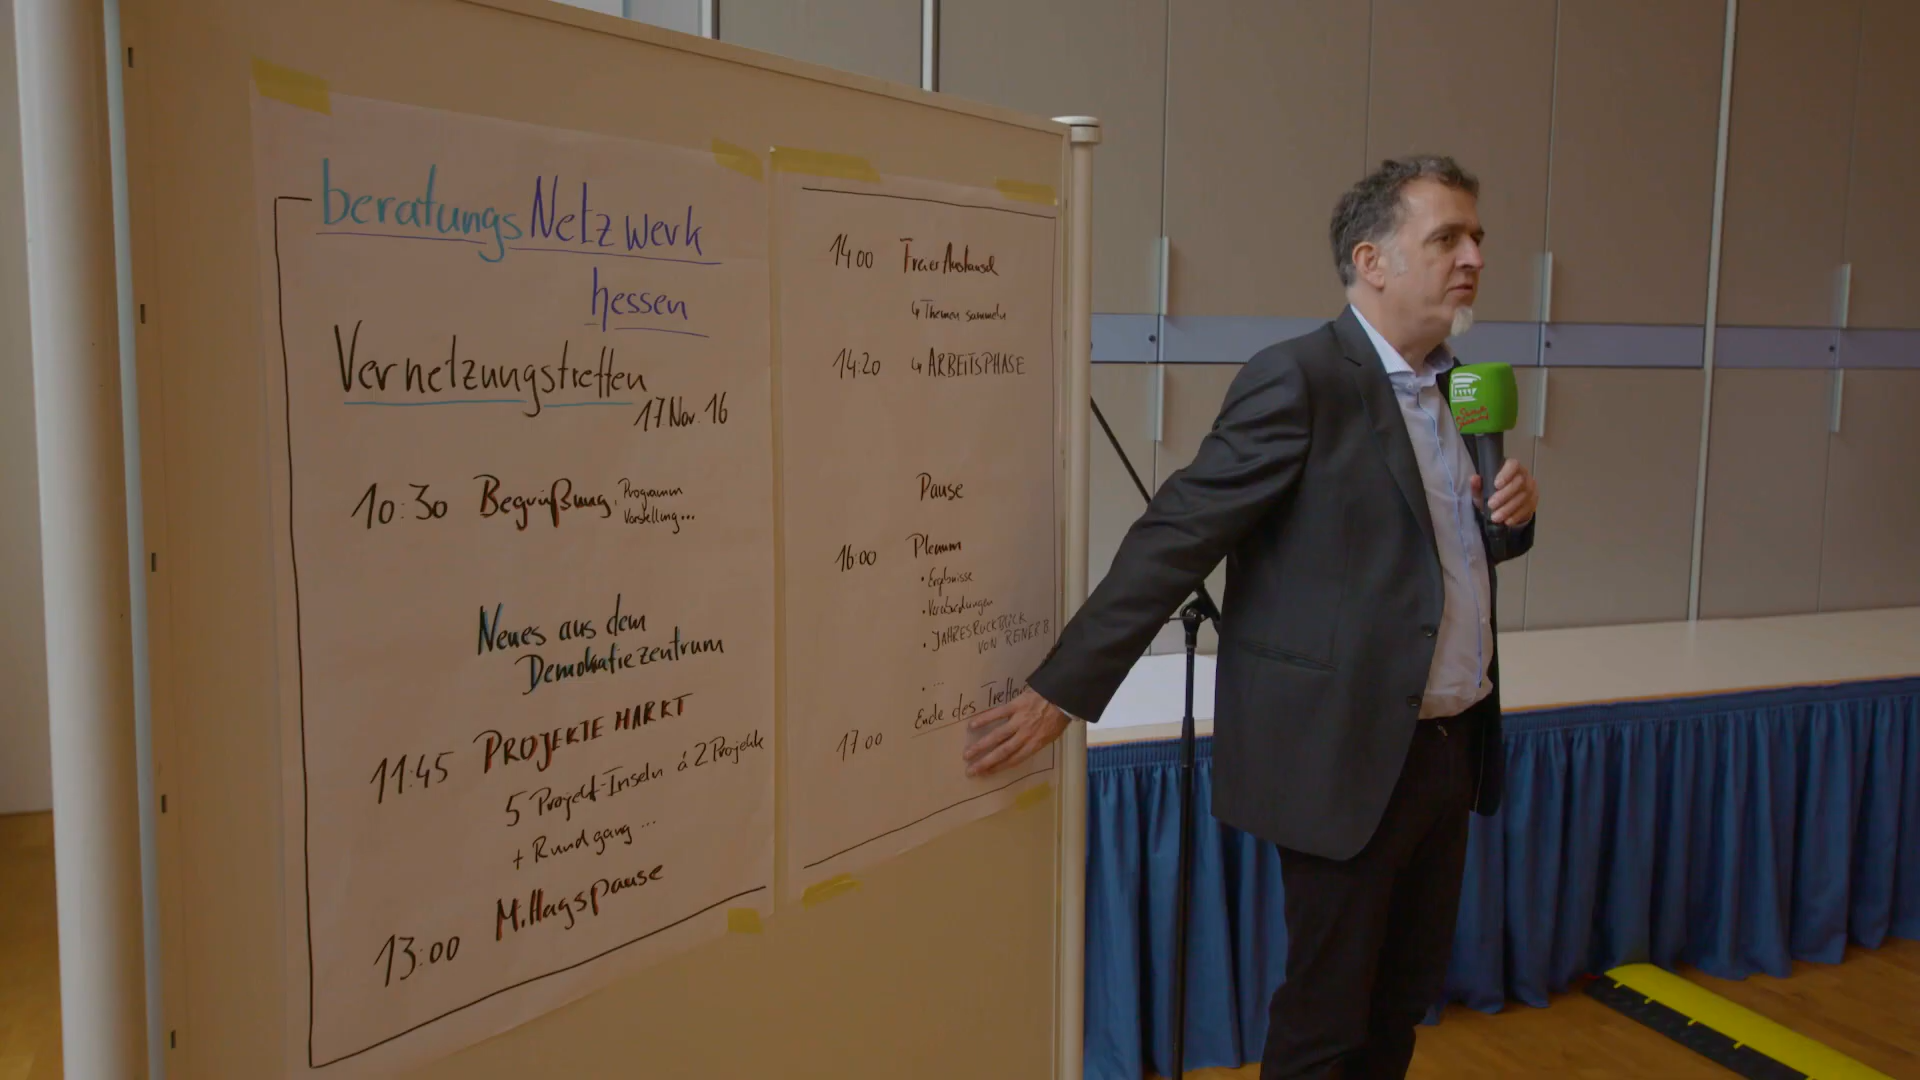 beratungsNetzwerk
hessen
Vernetzungstreffen
17. Nov. 16
10:30 Begrüßung, Programm
Vorstellung...
Neues aus dem
Demokratiezentrum
11:45 PROJEKTE MARKT
5 Projekt-Inseln á 2 Projekte
+ Rundgang ...
Mittagspause
13:00
14:00 Freier Austausch
↳ Themen sammeln
14:20 ↳ ARBEITSPHASE
Pause
16:00 Plenum
• Ergebnisse
• Verabredungen
• JAHRESRÜCKBLICK
VON REINER B.
• ...
Ende des Treffens
17:00